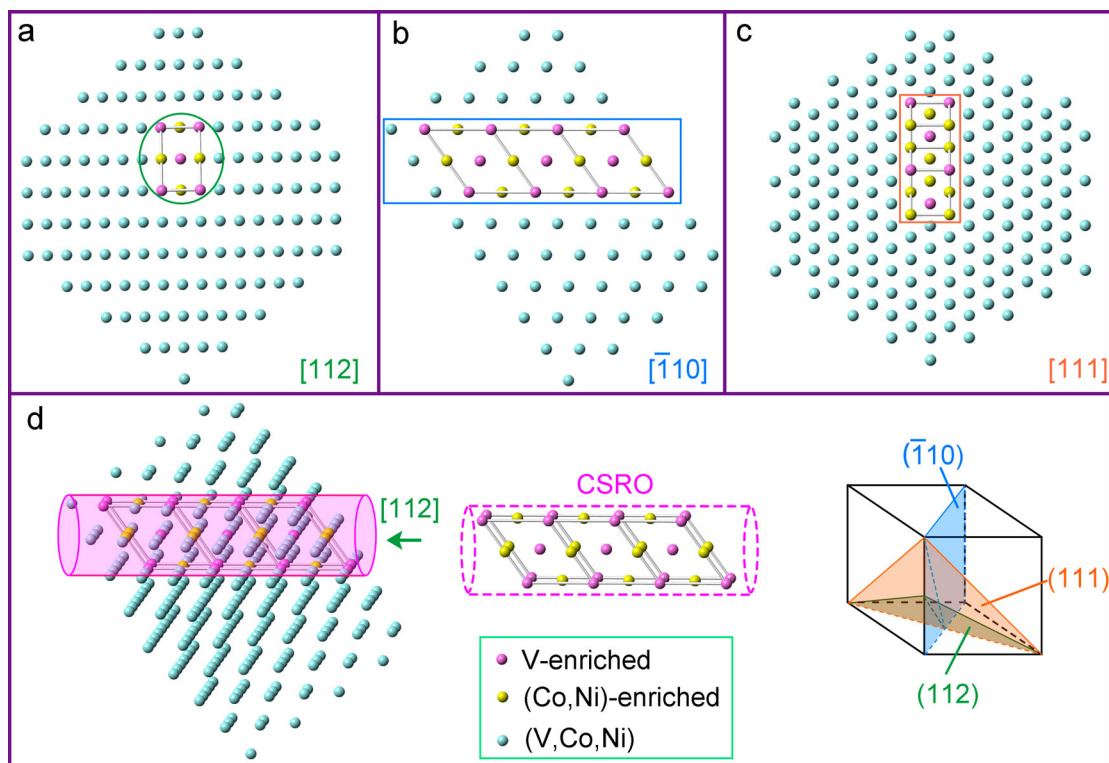 a
[112]
b
[1̄10]
c
[111]
d
[112]
CSRO
V-enriched
(Co,Ni)-enriched
(V,Co,Ni)
(1̄10)
(111)
(112)